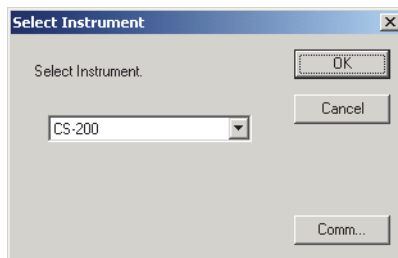 Select Instrument
OK
Select Instrument.
Cancel
CS-200
Comm...